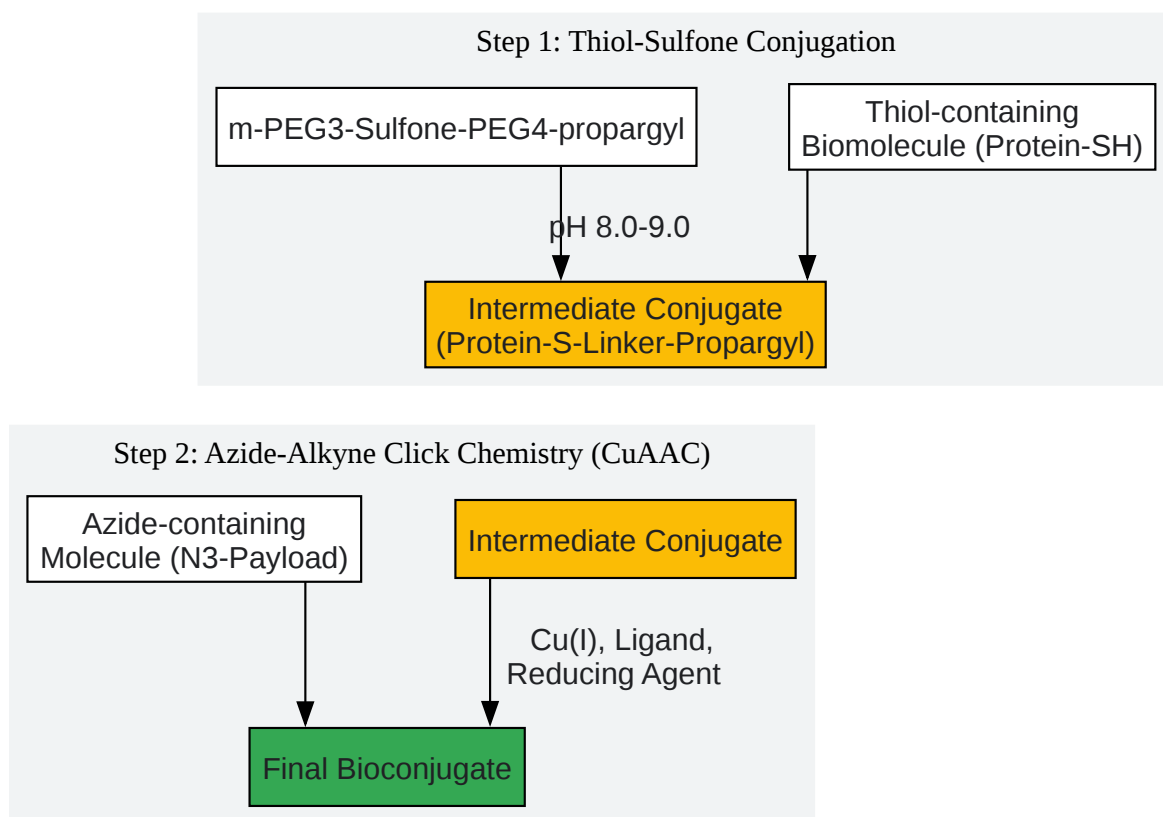 Step 1: Thiol-Sulfone Conjugation
m-PEG3-Sulfone-PEG4-propargyl
Thiol-containing
Biomolecule (Protein-SH)
pH 8.0-9.0
Intermediate Conjugate
(Protein-S-Linker-Propargyl)
Step 2: Azide-Alkyne Click Chemistry (CuAAC)
Azide-containing
Molecule (N3-Payload)
Intermediate Conjugate
Cu(I), Ligand,
Reducing Agent
Final Bioconjugate